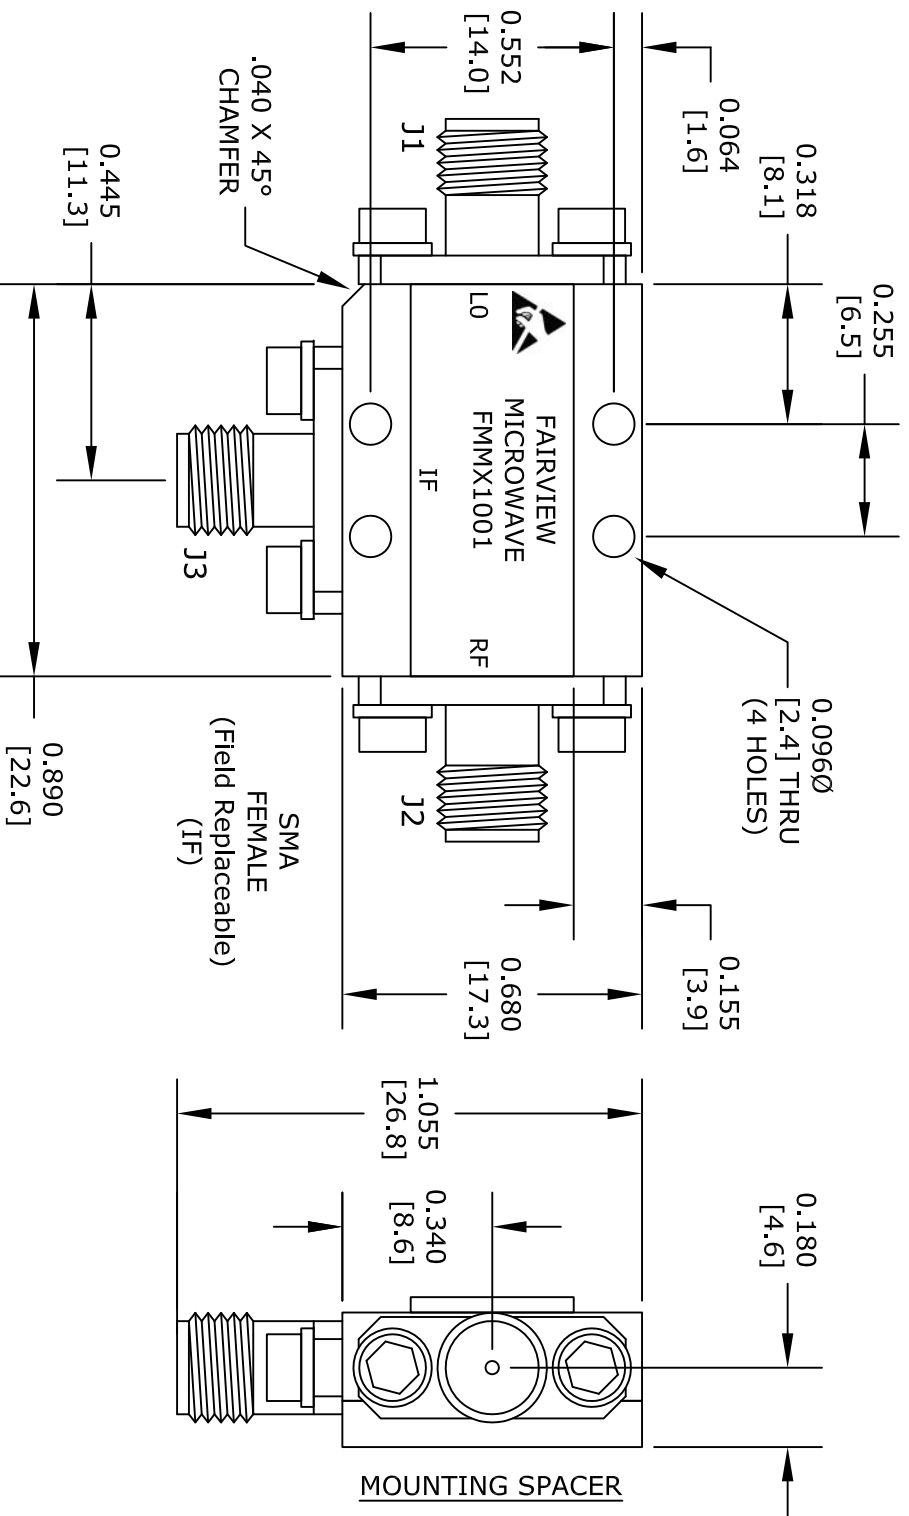 0.552
[14.0]
0.064
[1.6]
0.318
[8.1]
0.255
[6.5]
.040 X 45°
CHAMFER
0.445
[11.3]
J1
LO
FAIRVIEW
MICROWAVE
FMMX1001
IF
RF
J3
J2
0.096Ø
[2.4] THRU
(4 HOLES)
0.890
[22.6]
SMA
FEMALE
(Field Replaceable)
(IF)
0.155
[3.9]
0.680
[17.3]
1.055
[26.8]
0.340
[8.6]
0.180
[4.6]
MOUNTING SPACER